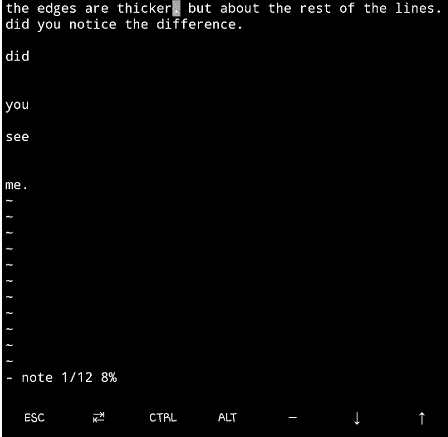 the edges are thicker, but about the rest of the lines.
did you notice the difference.
did
you
see
me.
~
~
~
~
~
~
~
~
~
~
~
- note 1/12 8%
ESC ⇄ CTRL ALT – ↓ ↑